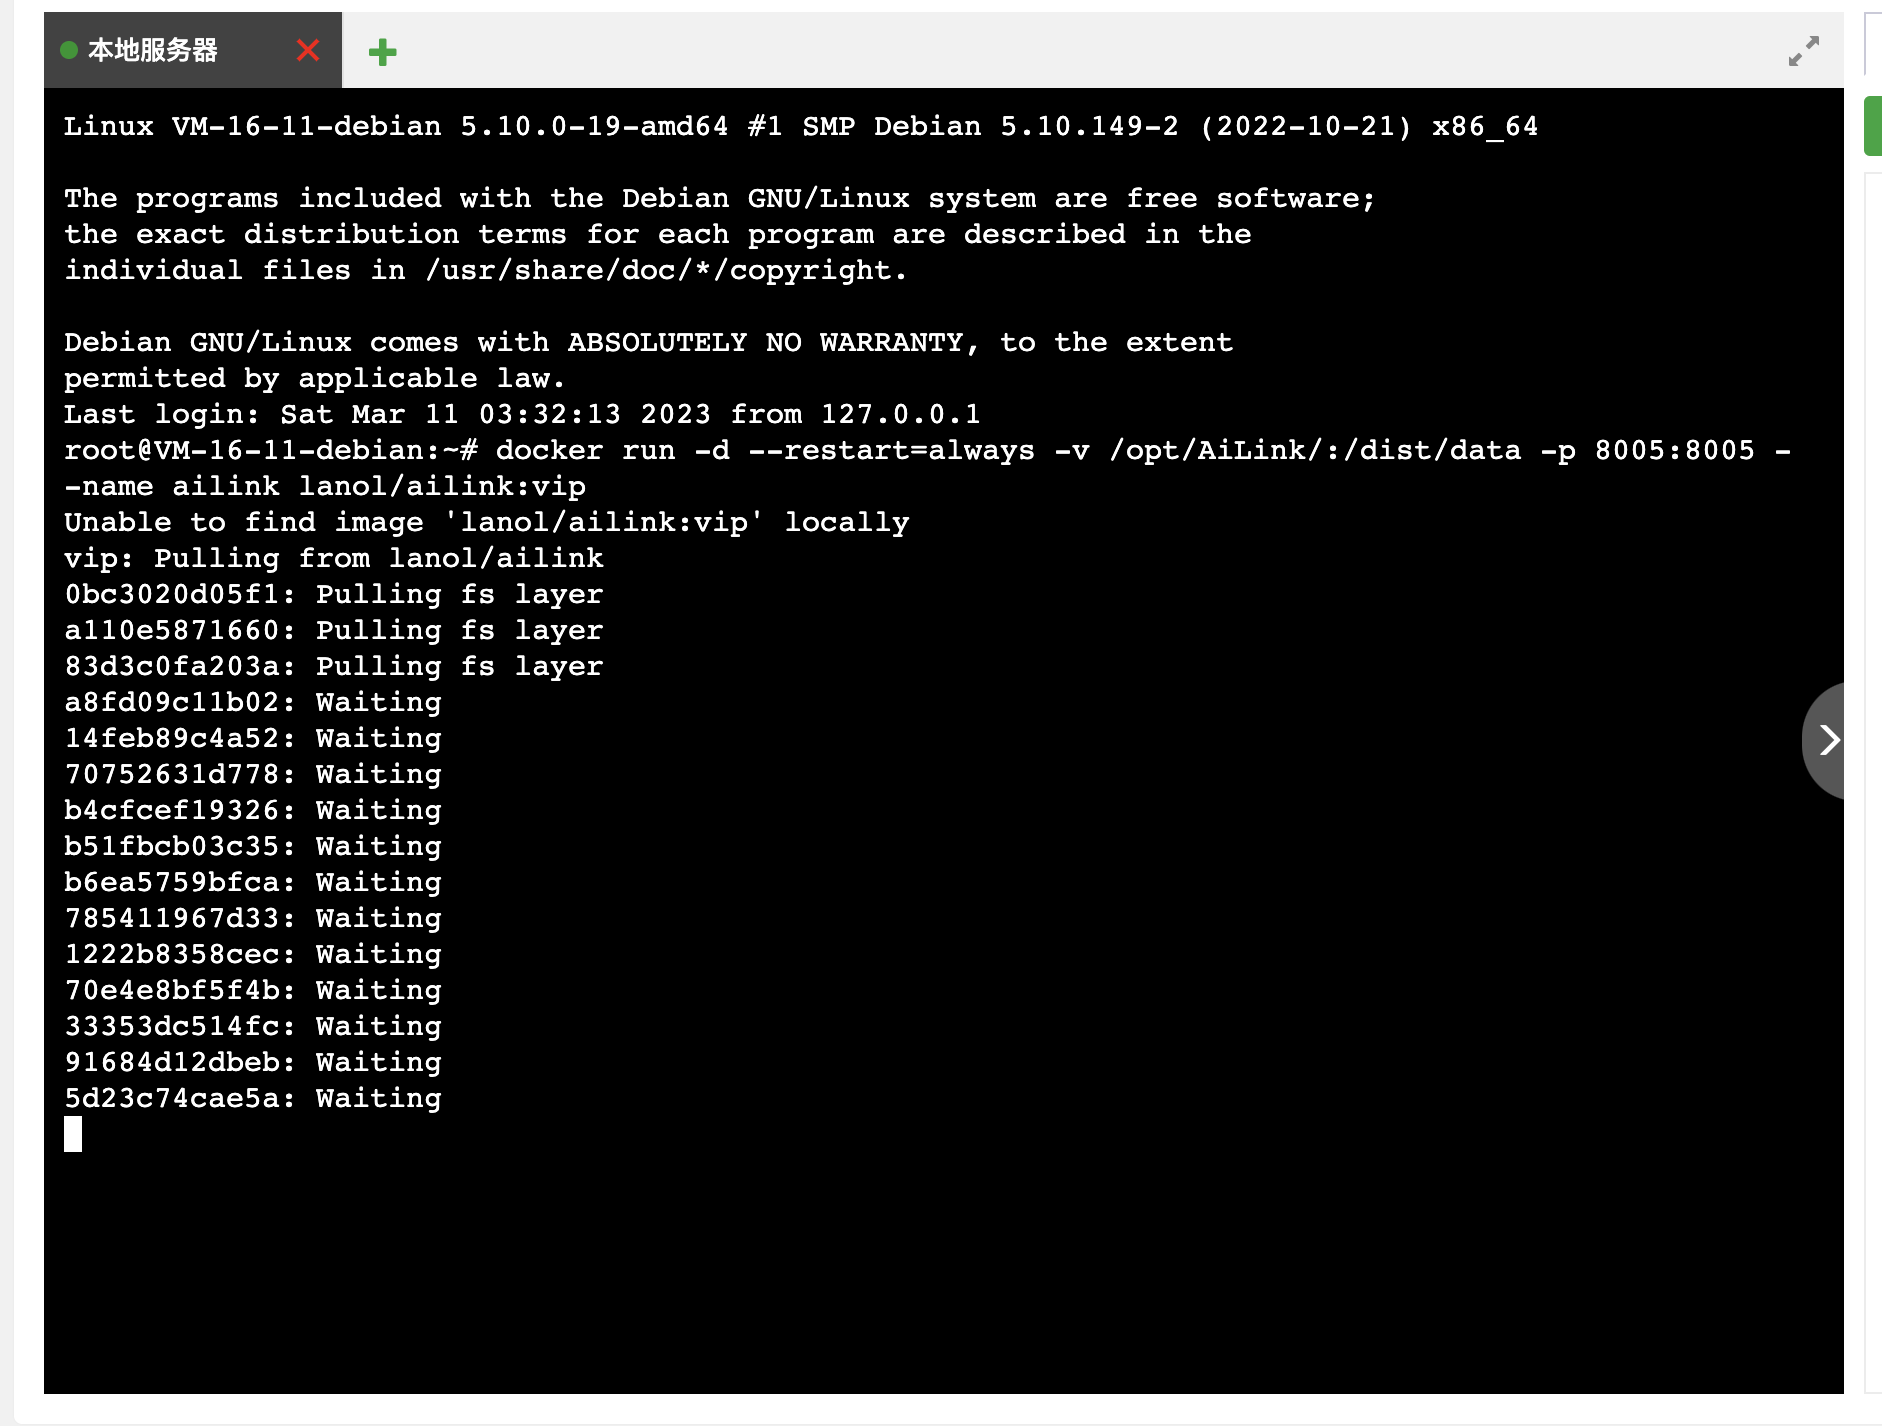 本地服务器
Linux VM-16-11-debian 5.10.0-19-amd64 #1 SMP Debian 5.10.149-2 (2022-10-21) x86_64
The programs included with the Debian GNU/Linux system are free software;
the exact distribution terms for each program are described in the
individual files in /usr/share/doc/*/copyright.
Debian GNU/Linux comes with ABSOLUTELY NO WARRANTY, to the extent
permitted by applicable law.
Last login: Sat Mar 11 03:32:13 2023 from 127.0.0.1
root@VM-16-11-debian:~# docker run -d --restart=always -v /opt/AiLink/:/dist/data -p 8005:8005 -
-name ailink lanol/ailink:vip
Unable to find image 'lanol/ailink:vip' locally
vip: Pulling from lanol/ailink
0bc3020d05f1: Pulling fs layer
a110e5871660: Pulling fs layer
83d3c0fa203a: Pulling fs layer
a8fd09c11b02: Waiting
14feb89c4a52: Waiting
70752631d778: Waiting
b4cfcef19326: Waiting
b51fbcb03c35: Waiting
b6ea5759bfca: Waiting
785411967d33: Waiting
1222b8358cec: Waiting
70e4e8bf5f4b: Waiting
33353dc514fc: Waiting
91684d12dbeb: Waiting
5d23c74cae5a: Waiting